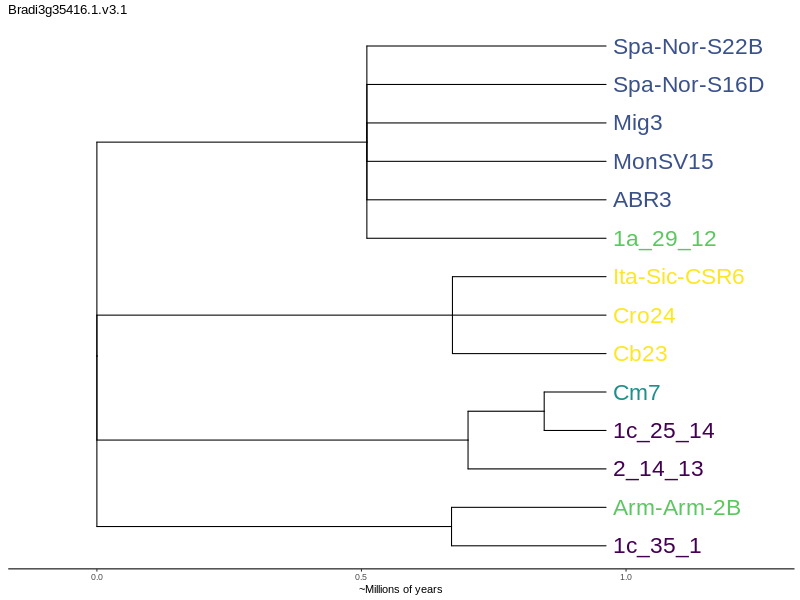 Bradi3g35416.1.v3.1
Spa-Nor-S22B
Spa-Nor-S16D
Mig3
MonSV15
ABR3
1a_29_12
Ita-Sic-CSR6
Cro24
Cb23
Cm7
1c_25_14
2_14_13
Arm-Arm-2B
1c_35_1
0.0 0.5 1.0
~Millions of years